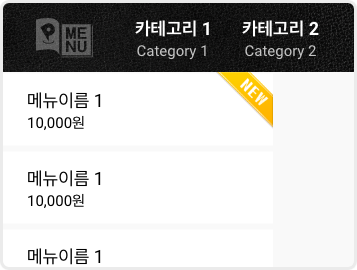 ME
NU
카테고리 1
Category 1
카테고리 2
Category 2
NEW
메뉴이름 1
10,000원
메뉴이름 1
10,000원
메뉴이름 1